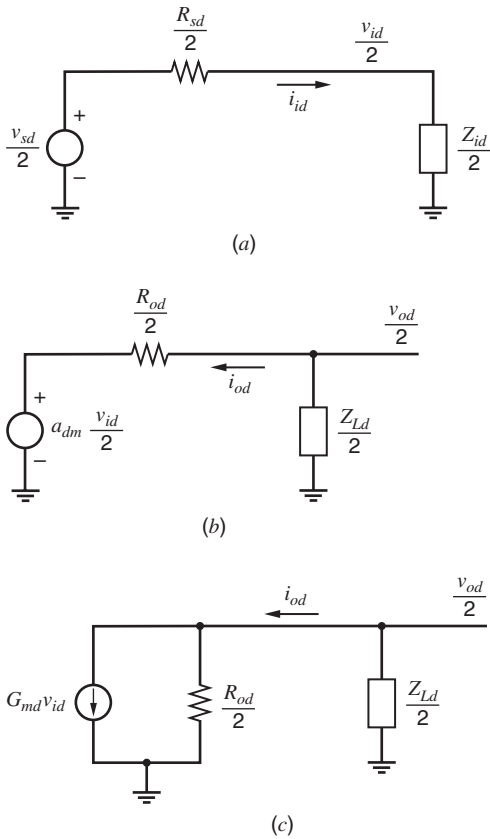 R_sd/2
v_id/2
i_id
+
v_sd/2
−
Z_id/2
(a)
R_od/2
v_od/2
i_od
+
a_dm v_id/2
−
Z_Ld/2
(b)
i_od
v_od/2
G_md v_id
R_od/2
Z_Ld/2
(c)